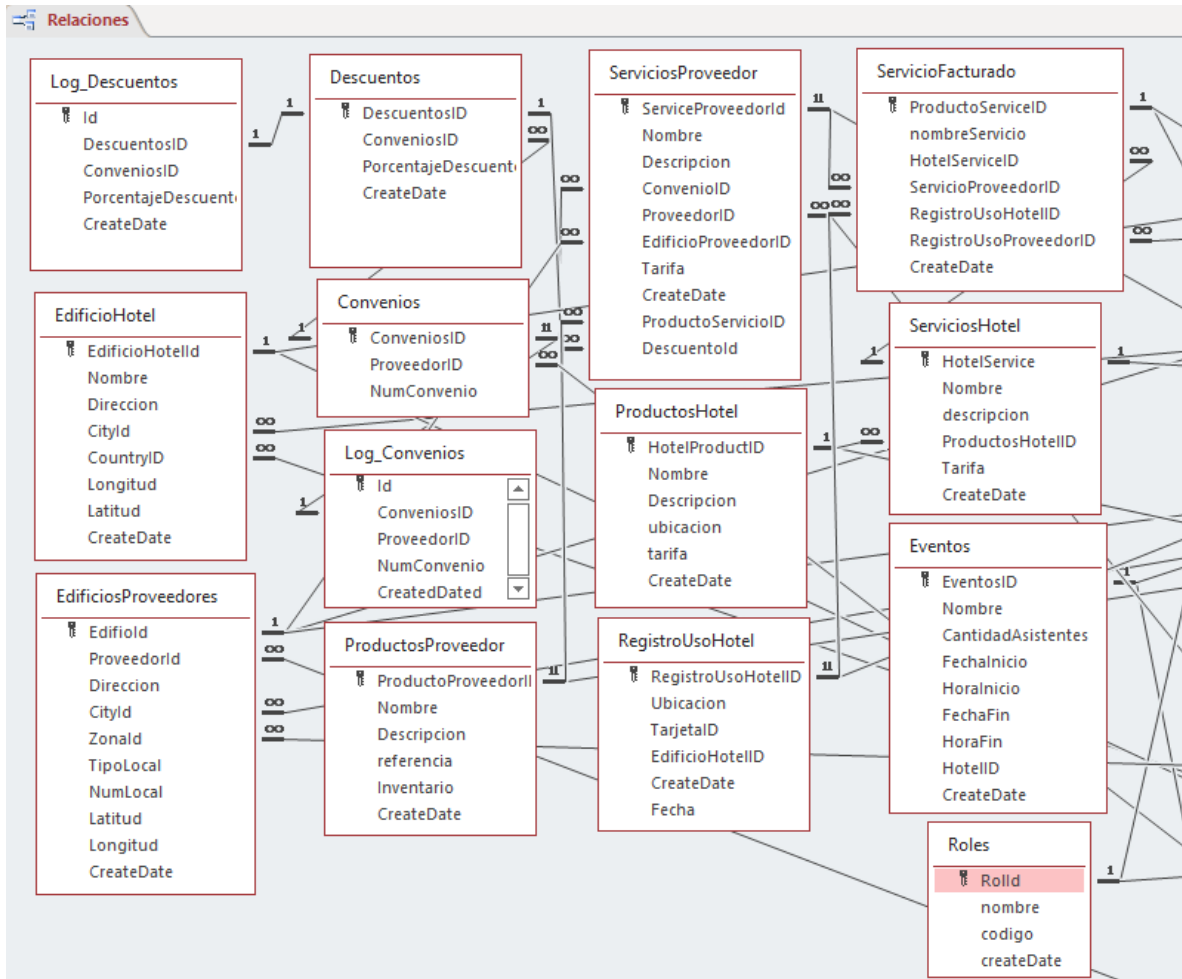 Relaciones
Log_Descuentos
Id
DescuentosID
ConveniosID
PorcentajeDescuent
CreateDate
Descuentos
DescuentosID
ConveniosID
PorcentajeDescuent
CreateDate
ServiciosProveedor
ServiceProveedorId
Nombre
Descripcion
ConvenioID
ProveedorID
EdificioProveedorID
Tarifa
CreateDate
ProductoServicioID
DescuentoId
ServicioFacturado
ProductoServiceID
nombreServicio
HotelServiceID
ServicioProveedorID
RegistroUsoHotelID
RegistroUsoProveedorID
CreateDate
EdificioHotel
EdificioHotelId
Nombre
Direccion
CityId
CountryID
Longitud
Latitud
CreateDate
Convenios
ConveniosID
ProveedorID
NumConvenio
Log_Convenios
Id
ConveniosID
ProveedorID
NumConvenio
CreatedDated
ProductosHotel
HotelProductID
Nombre
Descripcion
ubicacion
tarifa
CreateDate
ServiciosHotel
HotelService
Nombre
descripcion
ProductosHotelID
Tarifa
CreateDate
EdificiosProveedores
EdifioId
ProveedorId
Direccion
CityId
ZonaId
TipoLocal
NumLocal
Latitud
Longitud
CreateDate
ProductosProveedor
ProductoProveedorI
Nombre
Descripcion
referencia
Inventario
CreateDate
RegistroUsoHotel
RegistroUsoHotelID
Ubicacion
TarjetaID
EdificioHotelID
CreateDate
Fecha
Eventos
EventosID
Nombre
CantidadAsistentes
FechaInicio
HoraInicio
FechaFin
HoraFin
HotelID
CreateDate
Roles
RolId
nombre
codigo
createDate